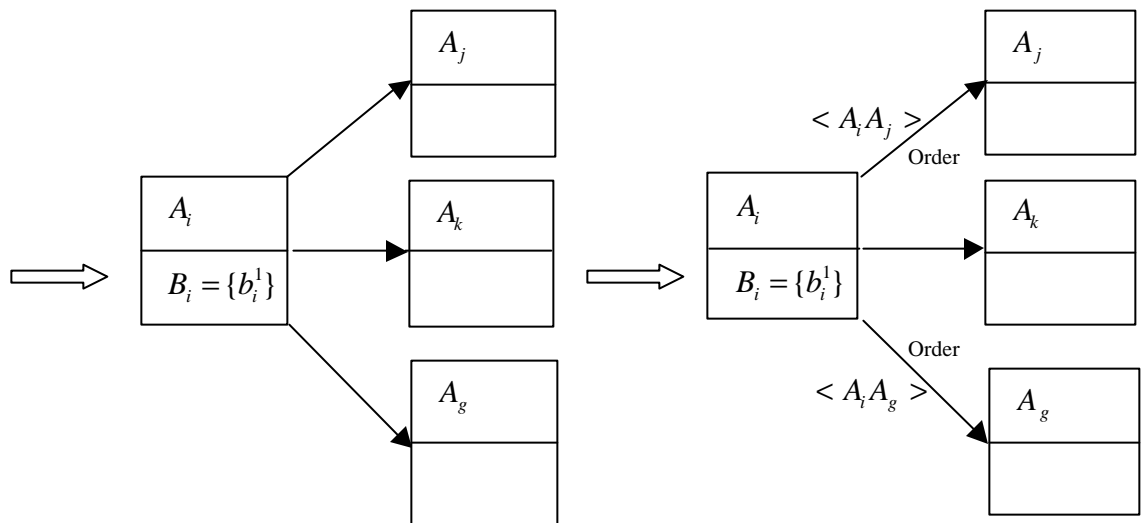 A_j
A_i
A_k
B_i = {b_i^1}
A_g
A_j
< A_i A_j >
Order
A_i
A_k
B_i = {b_i^1}
Order
< A_i A_g >
A_g